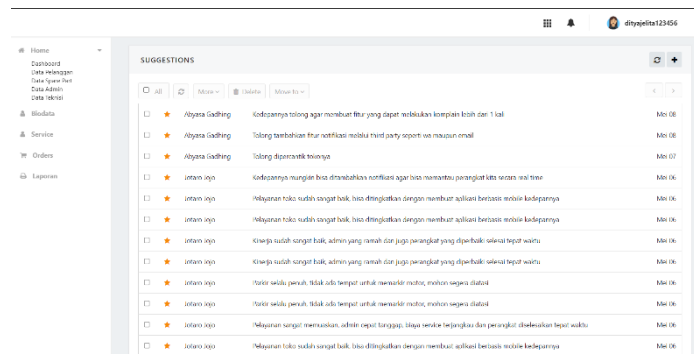 dityajelita123456
Home
Dashboard
Data Pelanggan
Data Spare Part
Data Admin
Data Teknisi
Biodata
Service
Orders
Laporan
SUGGESTIONS
All
More
Delete
Move to
Abyasa Gadhing Kedepannya tolong agar membuat fitur yang dapat melakukan komplain lebih dari 1 kali Mei 08
Abyasa Gadhing Tolong tambahkan fitur notifikasi melalui third party seperti wa maupun email Mei 08
Abyasa Gadhing Tolong dipercantik tokonya Mei 07
Jotaro Jojo Kedepannya mungkin bisa ditambahkan notifikasi agar bisa memantau perangkat kita secara real time Mei 06
Jotaro Jojo Pelayanan toko sudah sangat baik, bisa ditingkatkan dengan membuat aplikasi berbasis mobile kedepannya Mei 06
Jotaro Jojo Pelayanan toko sudah sangat baik, bisa ditingkatkan dengan membuat aplikasi berbasis mobile kedepannya Mei 06
Jotaro Jojo Kinerja sudah sangat baik, admin yang ramah dan juga perangkat yang diperbaiki selesai tepat waktu Mei 06
Jotaro Jojo Kinerja sudah sangat baik, admin yang ramah dan juga perangkat yang diperbaiki selesai tepat waktu Mei 06
Jotaro Jojo Parkir selalu penuh, tidak ada tempat untuk memarkir motor, mohon segera diatasi Mei 06
Jotaro Jojo Parkir selalu penuh, tidak ada tempat untuk memarkir motor, mohon segera diatasi Mei 06
Jotaro Jojo Pelayanan sangat memuaskan, admin cepat tanggap, biaya service terjangkau dan perangkat diselesaikan tepat waktu Mei 06
Jotaro Jojo Pelayanan toko sudah sangat baik, bisa ditingkatkan dengan membuat aplikasi berbasis mobile kedepannya Mei 06